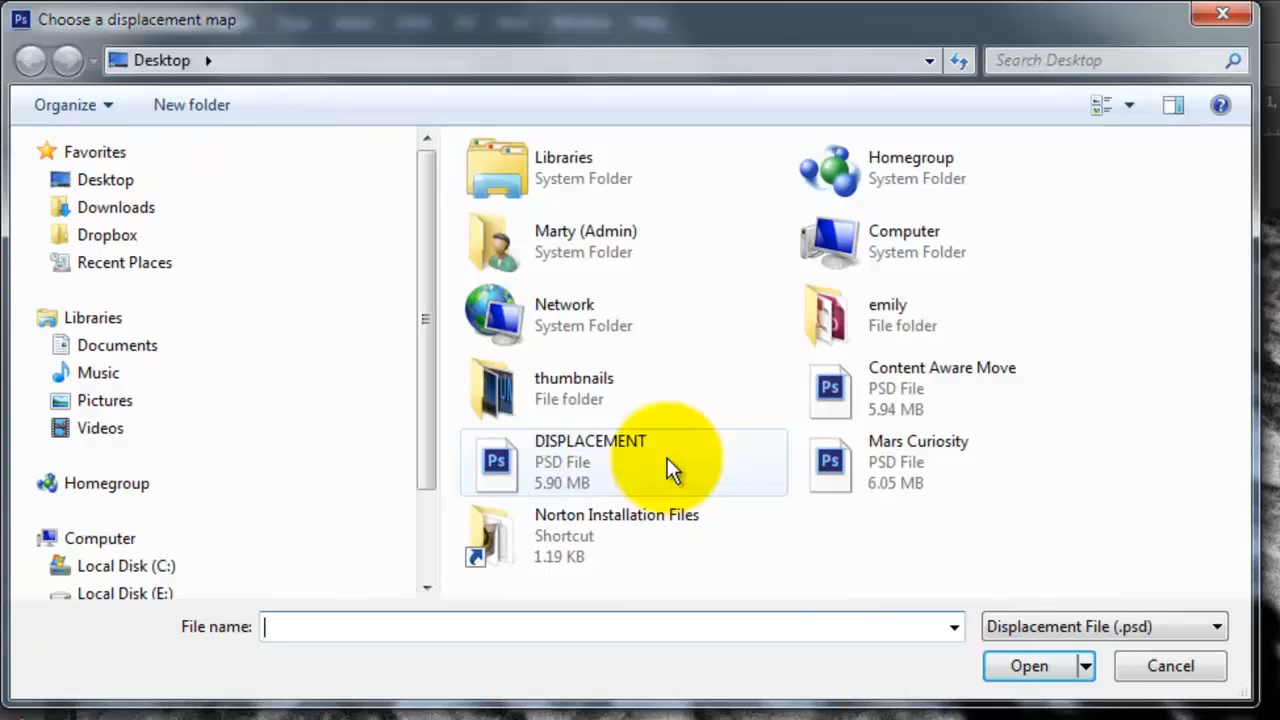 Ps Choose a displacement map
Desktop
Search Desktop
Organize
New folder
Favorites
Desktop
Downloads
Dropbox
Recent Places
Libraries
Documents
Music
Pictures
Videos
Homegroup
Computer
Local Disk (C:)
Local Disk (E:)
Libraries
System Folder
Homegroup
System Folder
Marty (Admin)
System Folder
Computer
System Folder
Network
System Folder
emily
File folder
thumbnails
File folder
Ps
Content Aware Move
PSD File
5.94 MB
Ps
DISPLACEMENT
PSD File
5.90 MB
Ps
Mars Curiosity
PSD File
6.05 MB
Norton Installation Files
Shortcut
1.19 KB
File name:
Displacement File (.psd)
Open
Cancel